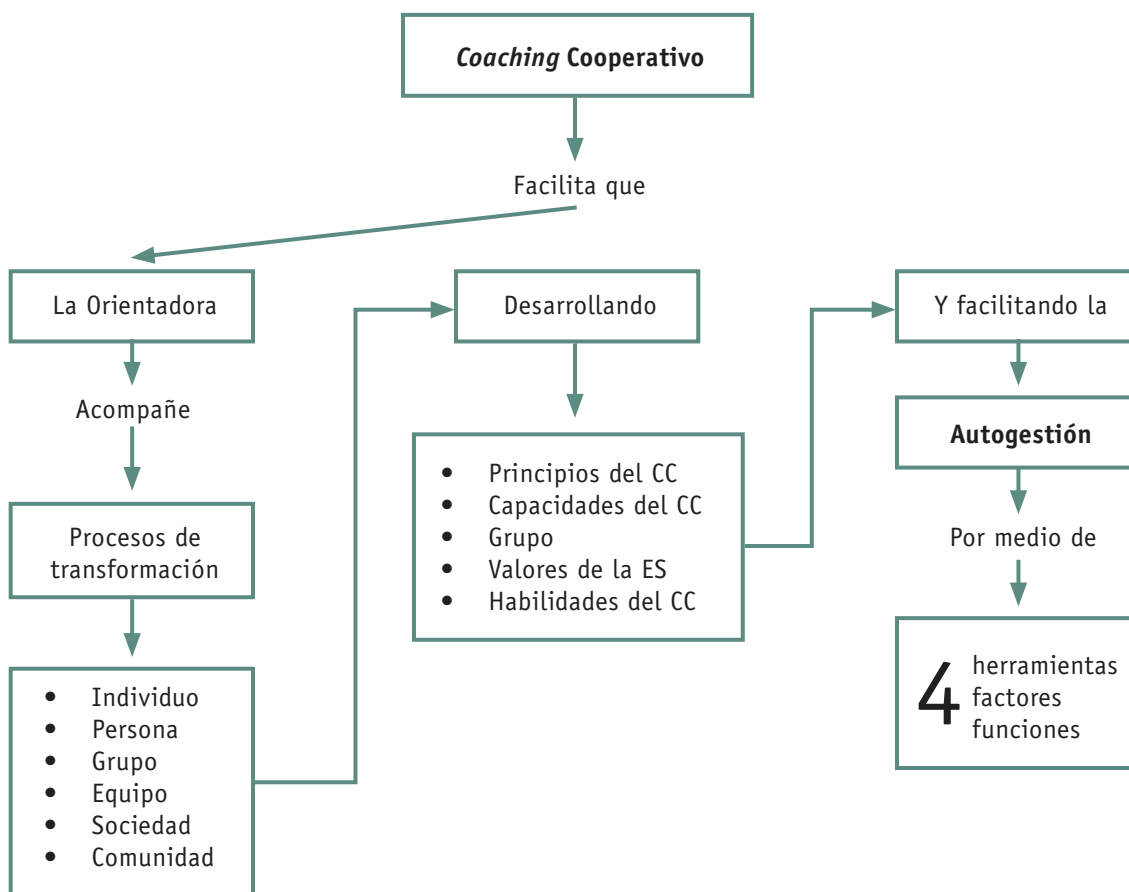 Coaching Cooperativo
Facilita que
La Orientadora
Acompañe
Procesos de
transformación
• Individuo
• Persona
• Grupo
• Equipo
• Sociedad
• Comunidad
Desarrollando
• Principios del CC
• Capacidades del CC
• Grupo
• Valores de la ES
• Habilidades del CC
Y facilitando la
Autogestión
Por medio de
4 herramientas
factores
funciones